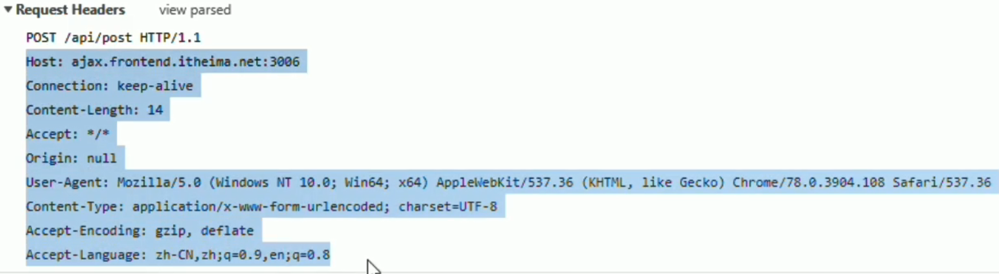 ▼ Request Headers view parsed
POST /api/post HTTP/1.1
Host: ajax.frontend.itheima.net:3006
Connection: keep-alive
Content-Length: 14
Accept: */*
Origin: null
User-Agent: Mozilla/5.0 (Windows NT 10.0; Win64; x64) AppleWebKit/537.36 (KHTML, like Gecko) Chrome/78.0.3904.108 Safari/537.36
Content-Type: application/x-www-form-urlencoded; charset=UTF-8
Accept-Encoding: gzip, deflate
Accept-Language: zh-CN,zh;q=0.9,en;q=0.8